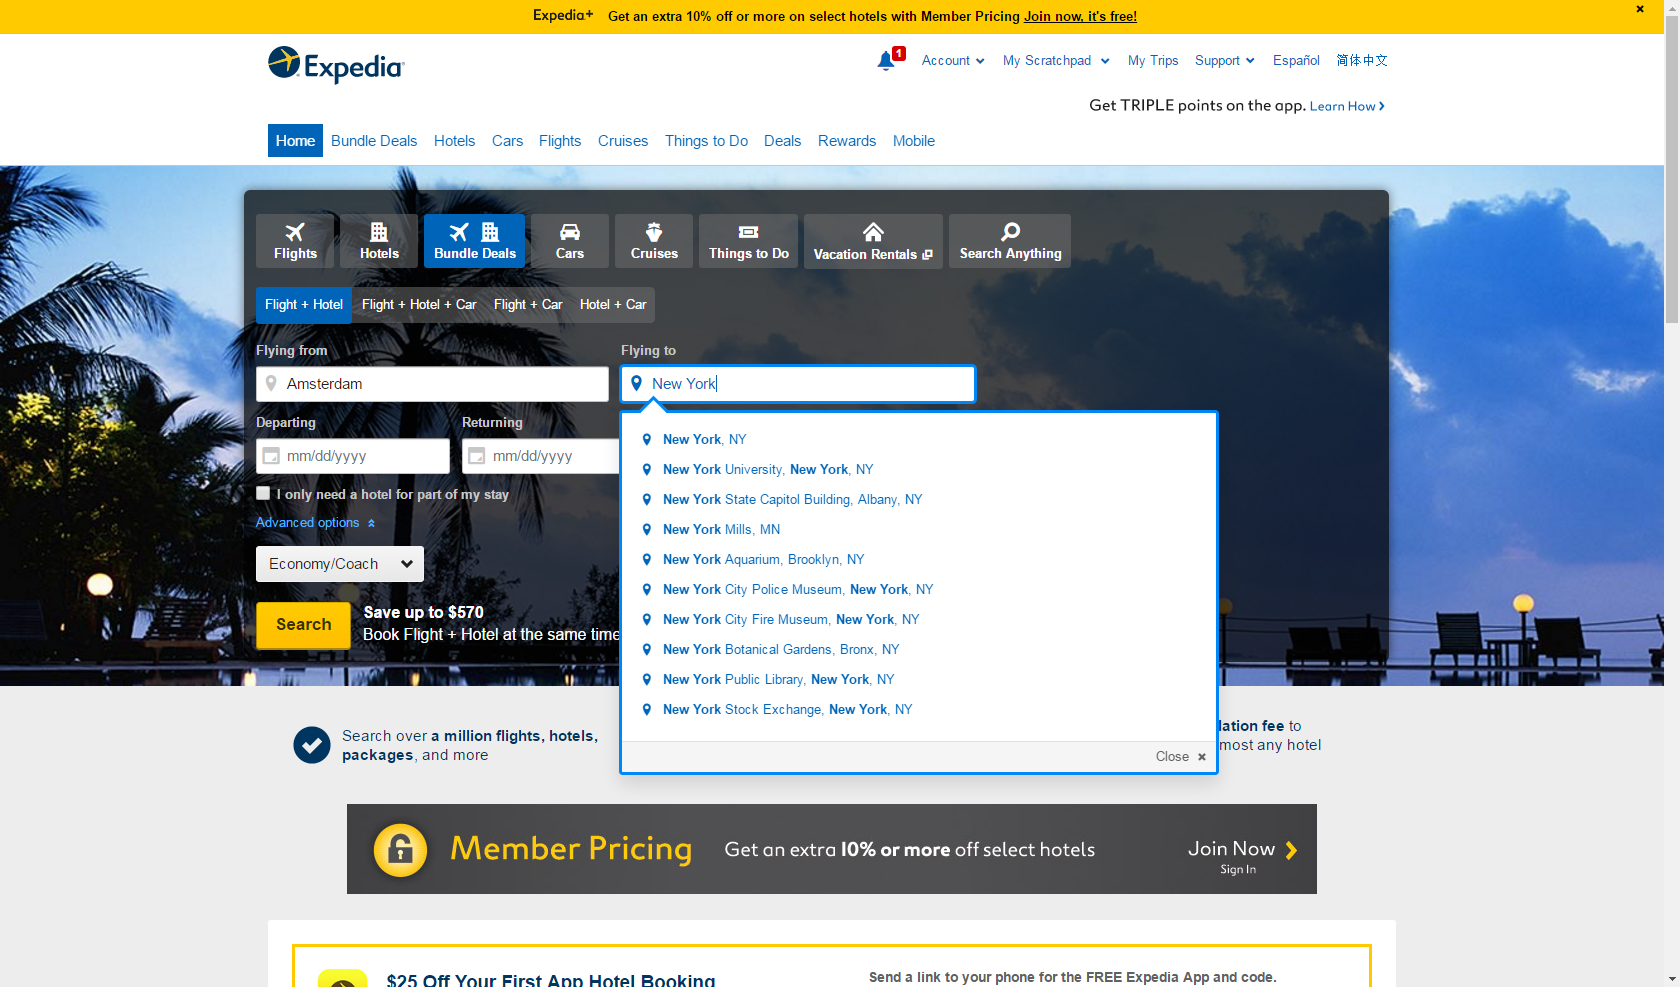 Expedia+ Get an extra 10% off or more on select hotels with Member Pricing Join now, it's free!
Expedia
1
Account My Scratchpad My Trips Support Español 简体中文
Get TRIPLE points on the app. Learn How
Home Bundle Deals Hotels Cars Flights Cruises Things to Do Deals Rewards Mobile
Flights Hotels Bundle Deals Cars Cruises Things to Do Vacation Rentals Search Anything
Flight + Hotel Flight + Hotel + Car Flight + Car Hotel + Car
Flying from Flying to
Amsterdam New York
Departing Returning
mm/dd/yyyy mm/dd/yyyy
I only need a hotel for part of my stay
Advanced options
Economy/Coach
Search
Save up to $570
Book Flight + Hotel at the same time
New York, NY
New York University, New York, NY
New York State Capitol Building, Albany, NY
New York Mills, MN
New York Aquarium, Brooklyn, NY
New York City Police Museum, New York, NY
New York City Fire Museum, New York, NY
New York Botanical Gardens, Bronx, NY
New York Public Library, New York, NY
New York Stock Exchange, New York, NY
Close
Search over a million flights, hotels,
packages, and more
lation fee to
most any hotel
Member Pricing Get an extra 10% or more off select hotels Join Now
Sign In
$25 Off Your First App Hotel Booking
Send a link to your phone for the FREE Expedia App and code.